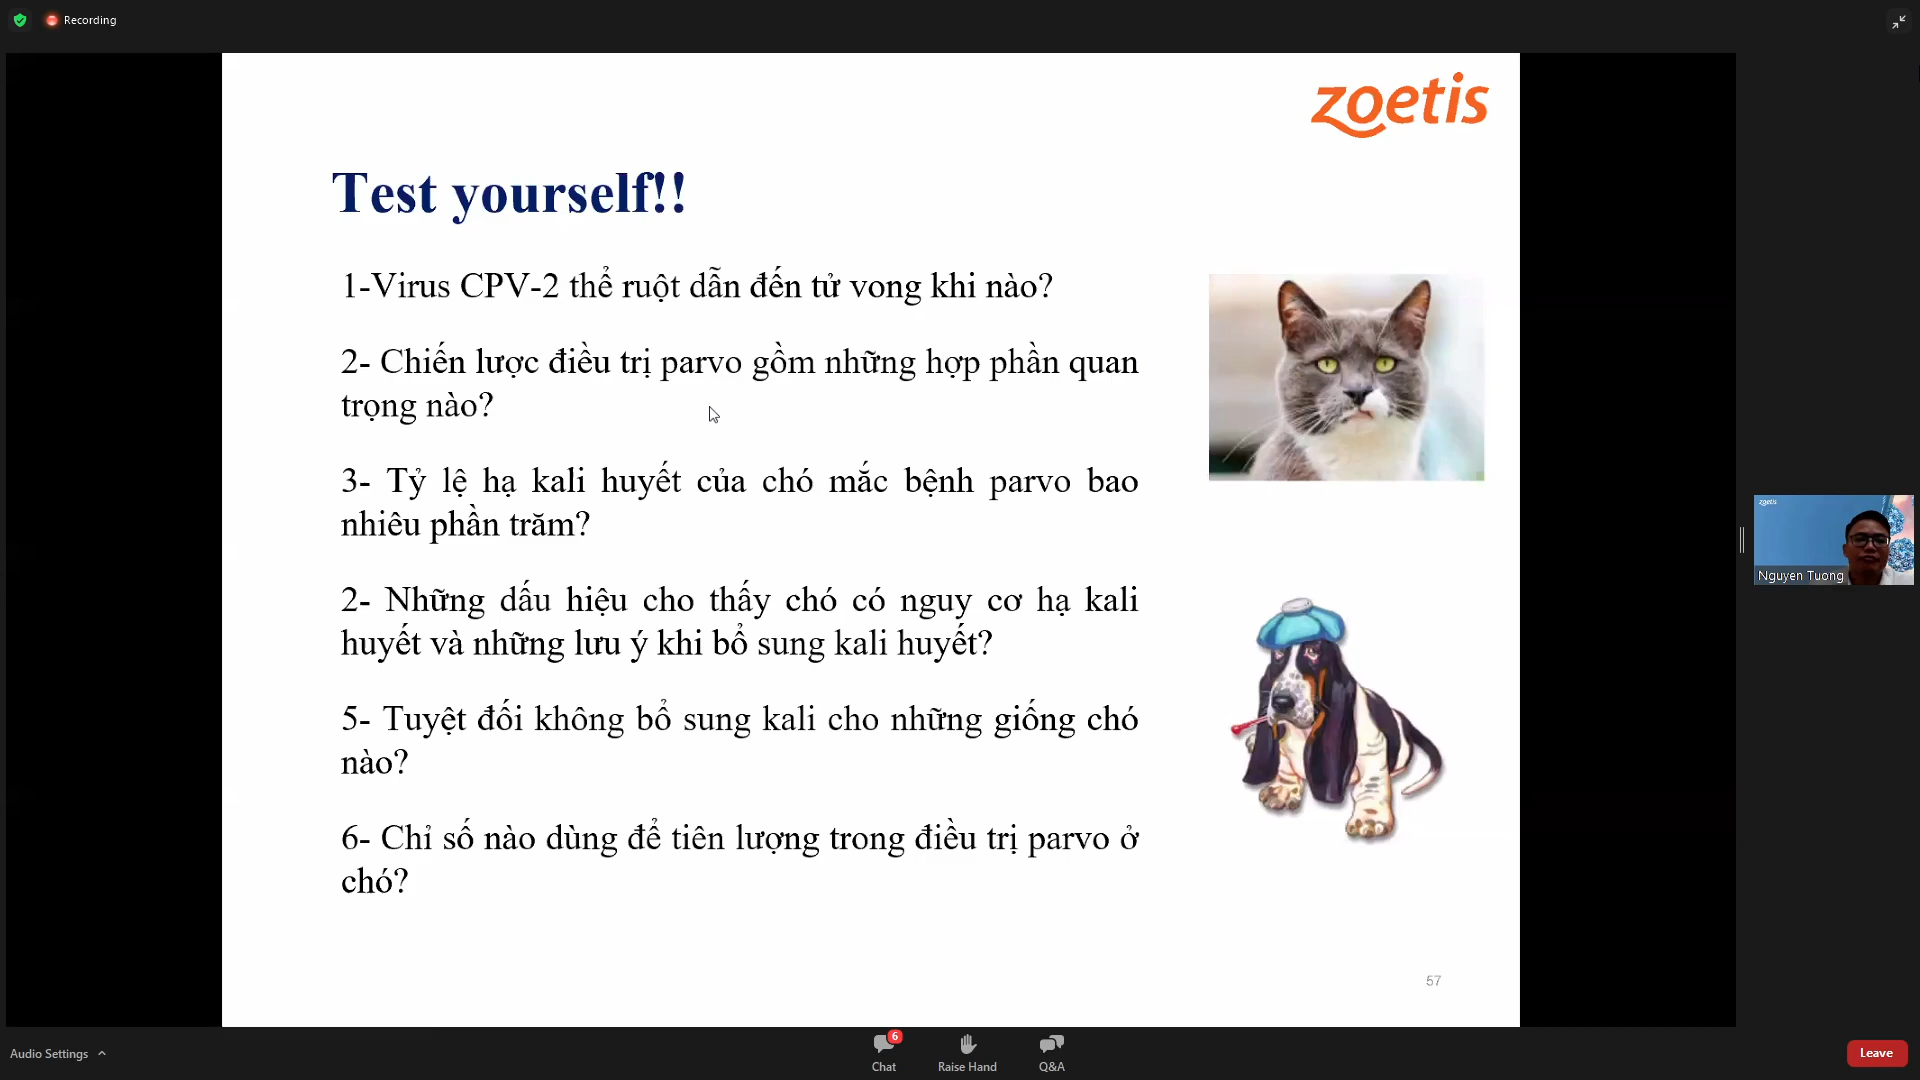 Recording
zoetis
Test yourself!!
1-Virus CPV-2 thể ruột dẫn đến tử vong khi nào?
2- Chiến lược điều trị parvo gồm những hợp phần quan
trọng nào?
3- Tỷ lệ hạ kali huyết của chó mắc bệnh parvo bao
nhiêu phần trăm?
2- Những dấu hiệu cho thấy chó có nguy cơ hạ kali
huyết và những lưu ý khi bổ sung kali huyết?
5- Tuyệt đối không bổ sung kali cho những giống chó
nào?
6- Chỉ số nào dùng để tiên lượng trong điều trị parvo ở
chó?
57
zoetis
Nguyen Tuong
Audio Settings
6
Chat
Raise Hand
Q&A
Leave